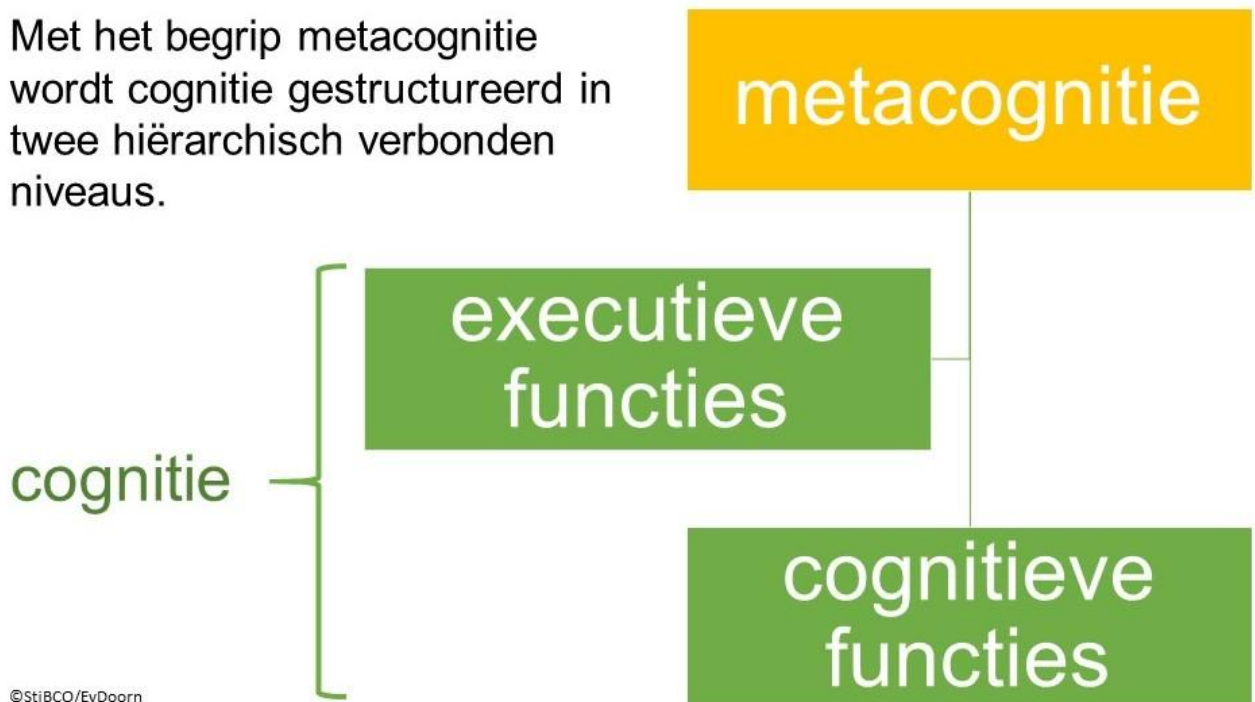 Met het begrip metacognitie
wordt cognitie gestructureerd in
twee hiërarchisch verbonden
niveaus.
metacognitie
executieve
functies
cognitie
cognitieve
functies
©StiBCO/EvDoorn